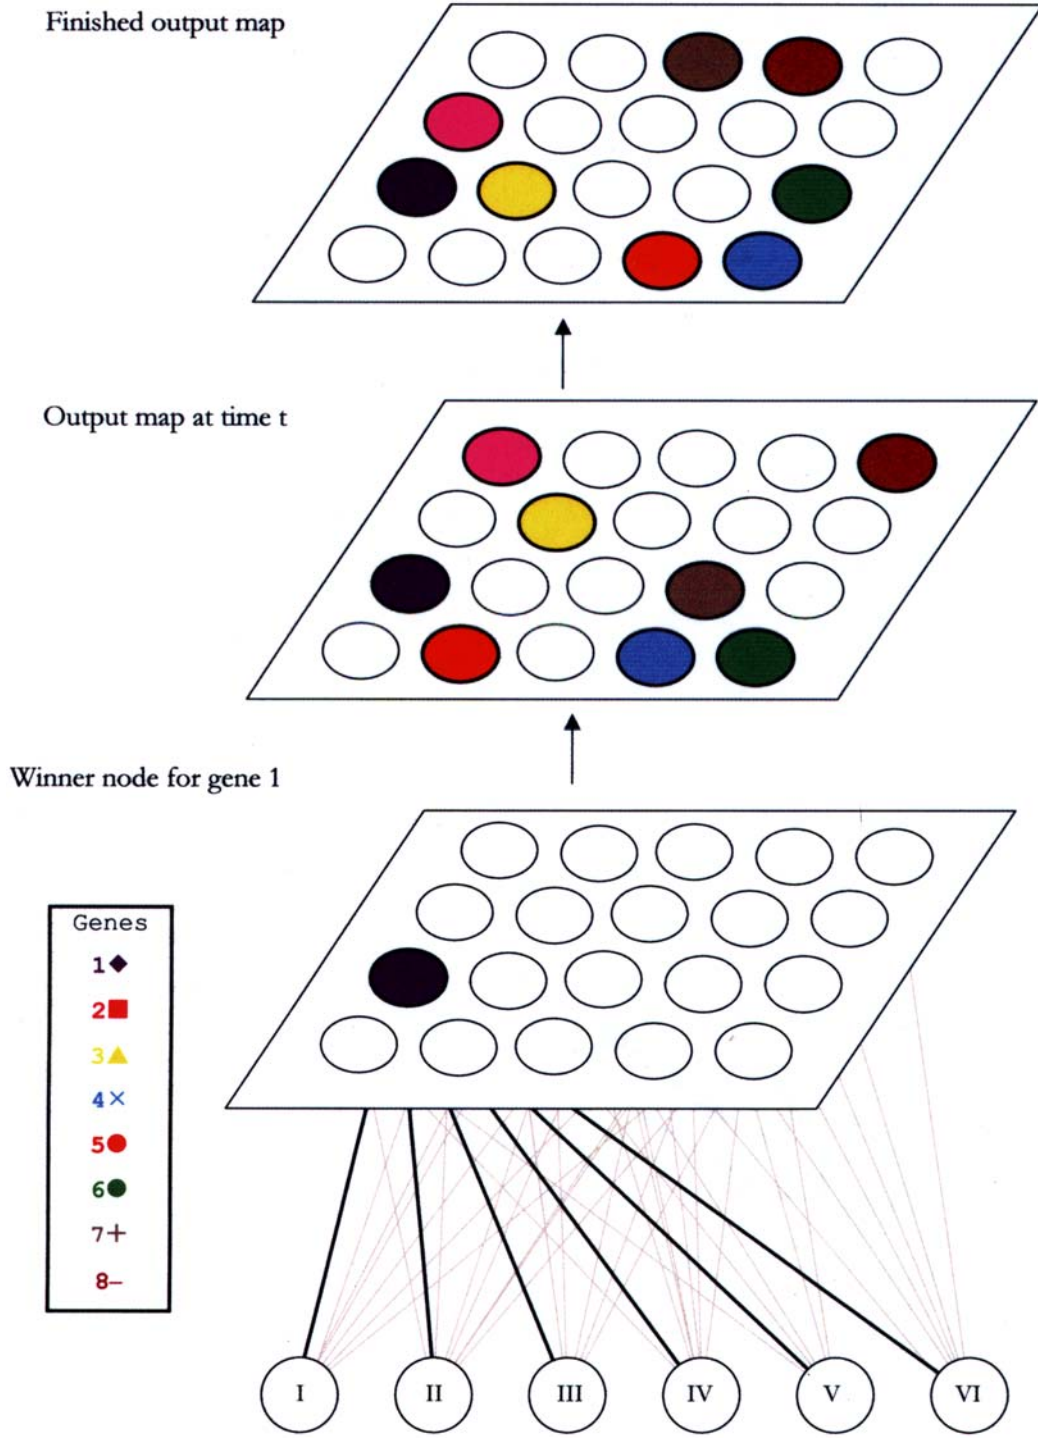 Finished output map
Output map at time t
Winner node for gene 1
Genes
1◆
2■
3▲
4×
5●
6●
7+
8–
I
II
III
IV
V
VI